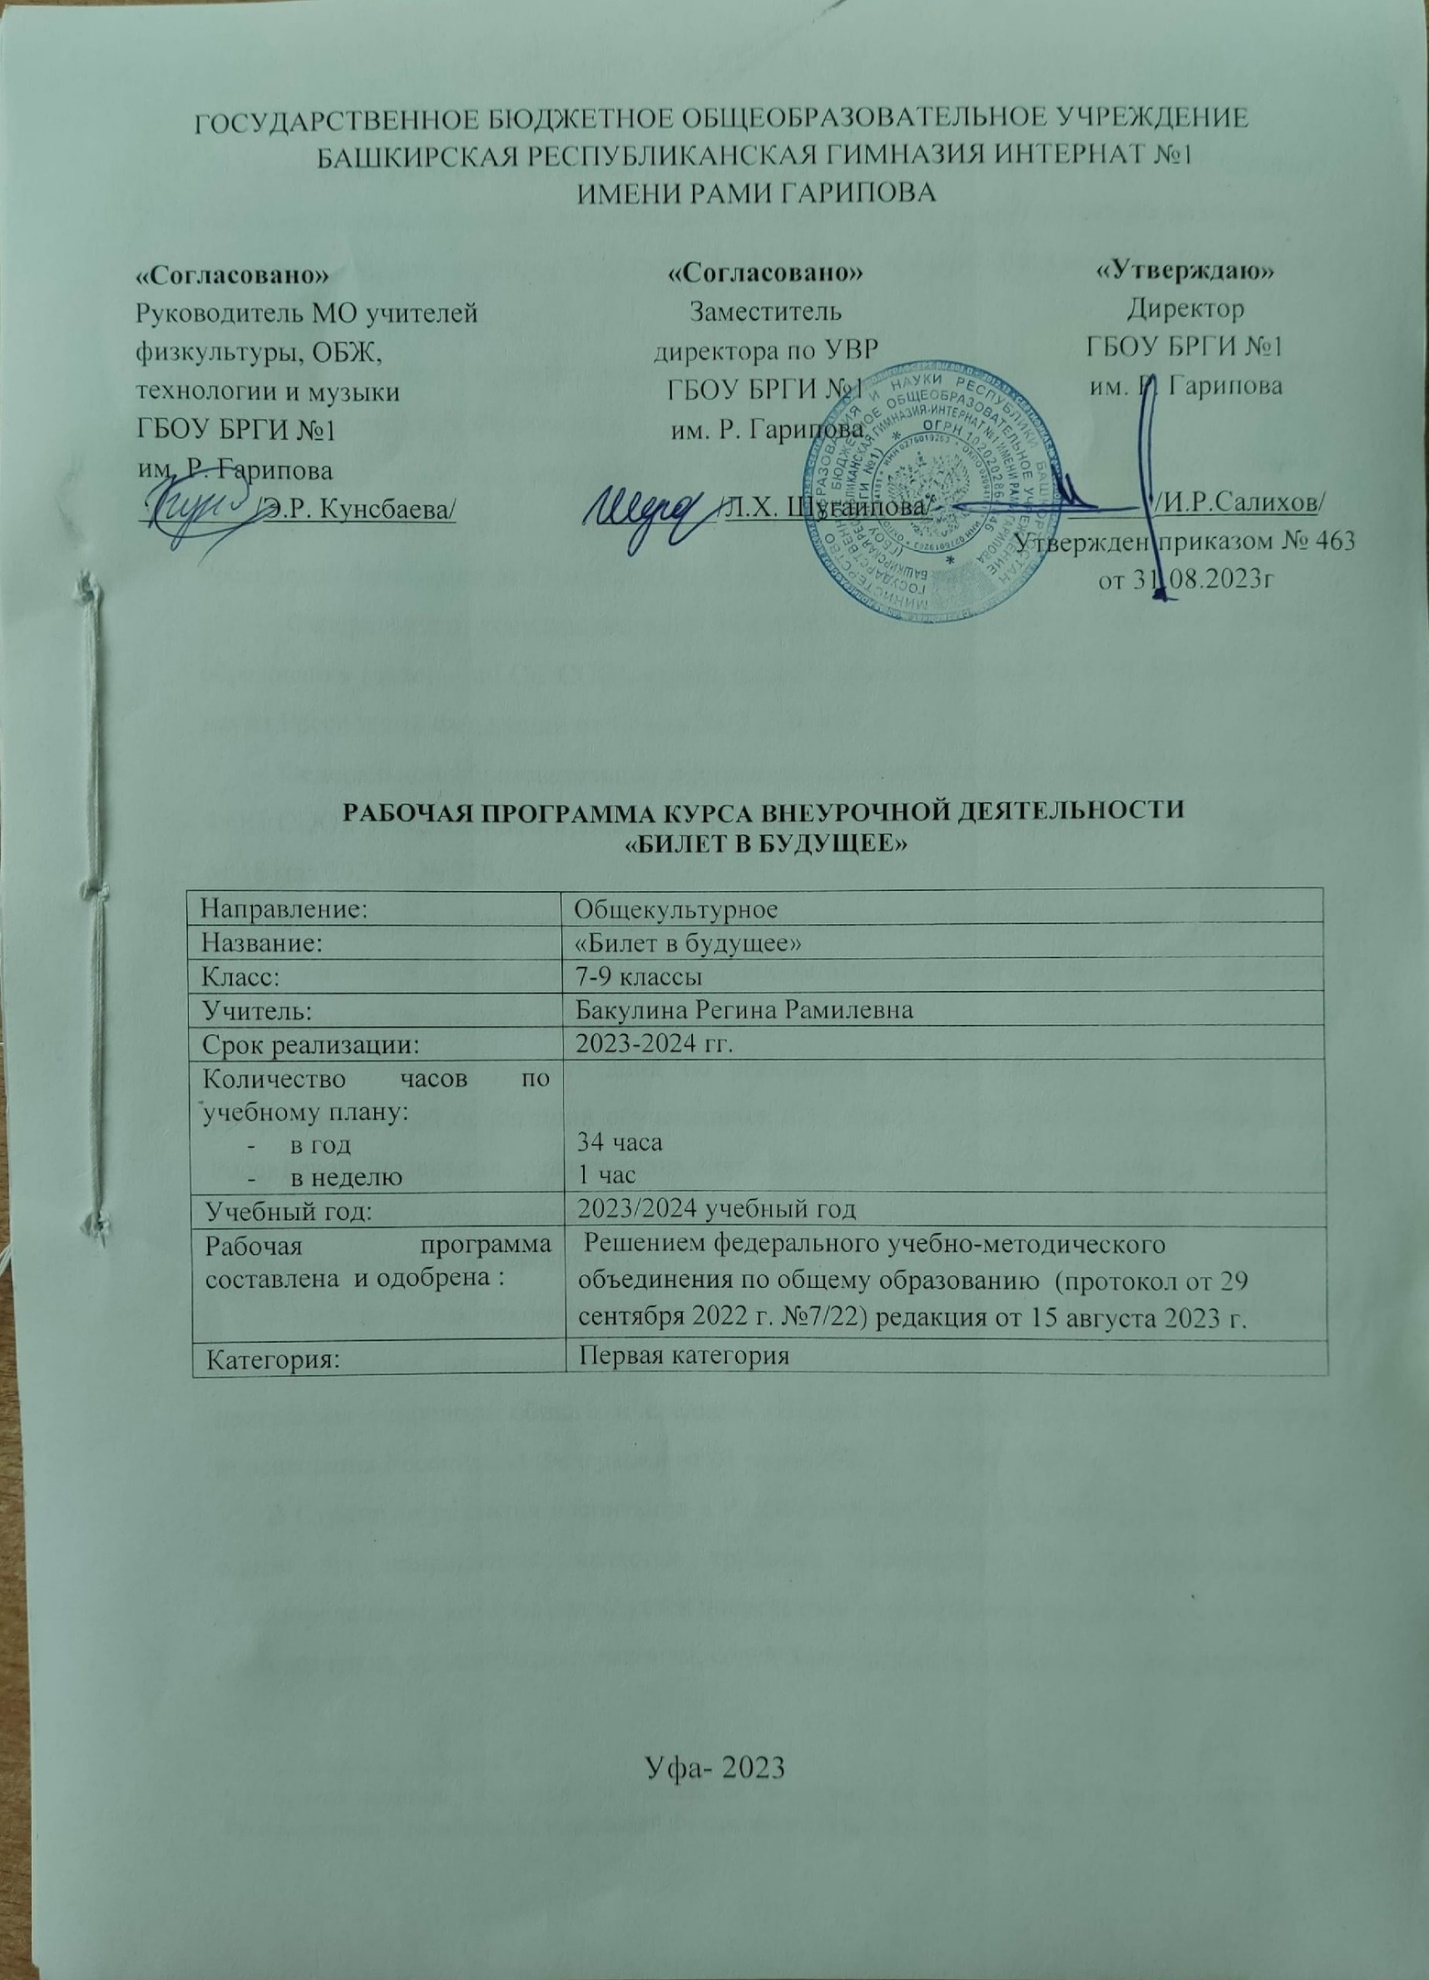 ГОСУДАРСТВЕННОЕ БЮДЖЕТНОЕ ОБЩЕОБРАЗОВАТЕЛЬНОЕ УЧРЕЖДЕНИЕ
БАШКИРСКАЯ РЕСПУБЛИКАНСКАЯ ГИМНАЗИЯ ИНТЕРНАТ №1
ИМЕНИ РАМИ ГАРИПОВА
«Согласовано»
Руководитель МО учителей
физкультуры, ОБЖ,
технологии и музыки
ГБОУ БРГИ №1
им. Р. Гарипова
/Э.Р. Кунсбаева/
«Согласовано»
Заместитель
директора по УВР
ГБОУ БРГИ №1
им. Р. Гарипова
/Л.Х. Шугаипова/
«Утверждаю»
Директор
ГБОУ БРГИ №1
им. Р. Гарипова
/И.Р.Салихов/
Утвержден приказом № 463
от 31.08.2023г
РАБОЧАЯ ПРОГРАММА КУРСА ВНЕУРОЧНОЙ ДЕЯТЕЛЬНОСТИ
«БИЛЕТ В БУДУЩЕЕ»
Направление: Общекультурное
Название: «Билет в будущее»
Класс: 7-9 классы
Учитель: Бакулина Регина Рамилевна
Срок реализации: 2023-2024 гг.
Количество часов по
учебному плану:
- в год 34 часа
- в неделю 1 час
Учебный год: 2023/2024 учебный год
Рабочая программа
составлена и одобрена :
Решением федерального учебно-методического
объединения по общему образованию (протокол от 29
сентября 2022 г. №7/22) редакция от 15 августа 2023 г.
Категория: Первая категория
Уфа- 2023